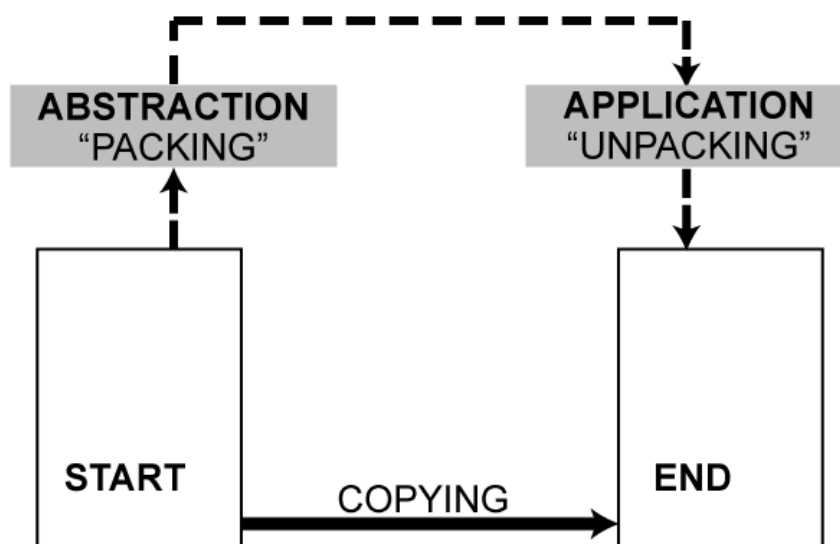 ABSTRACTION
“PACKING”
APPLICATION
“UNPACKING”
START
COPYING
END